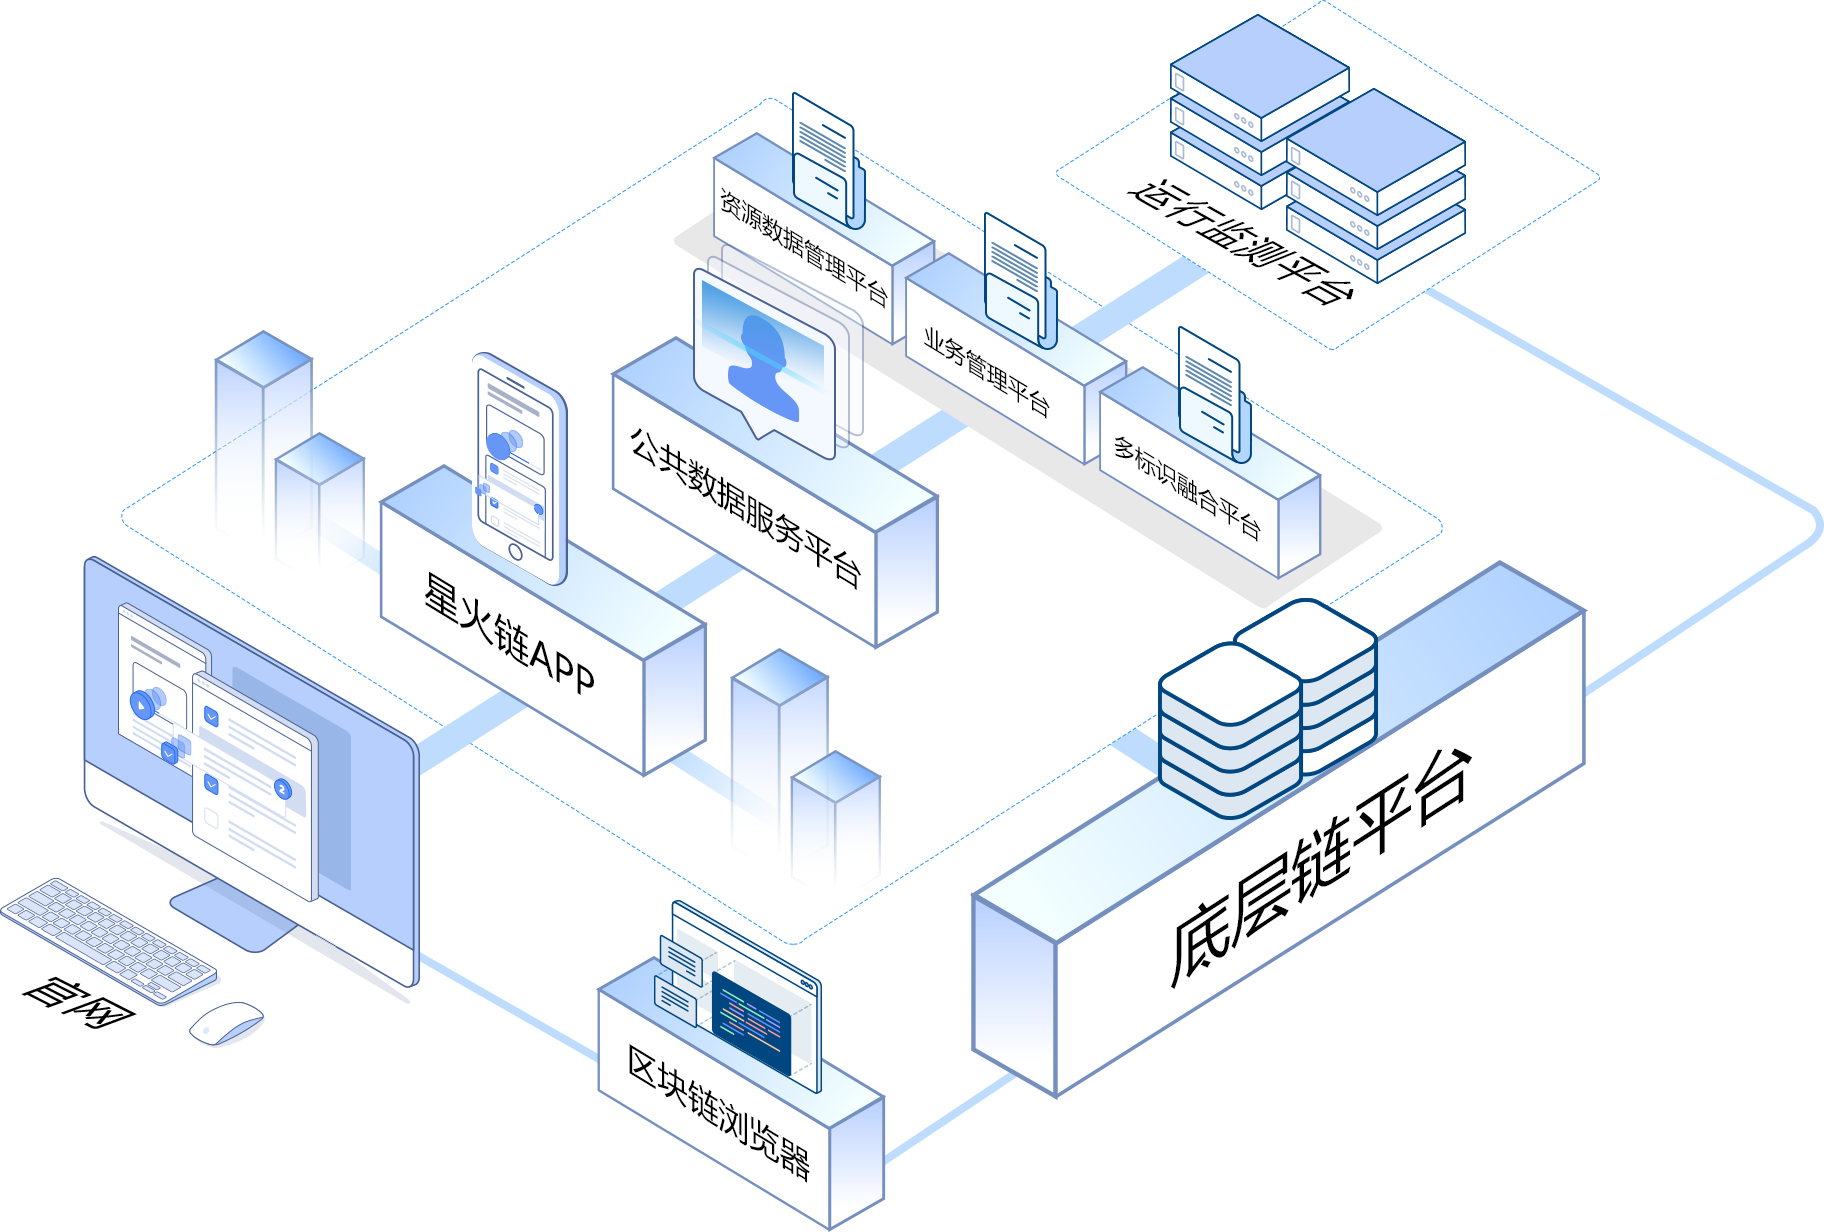 运行监测平台
资源数据管理平台
业务管理平台
多标识融合平台
公共数据服务平台
星火链APP
2
底层链平台
官网
区块链浏览器